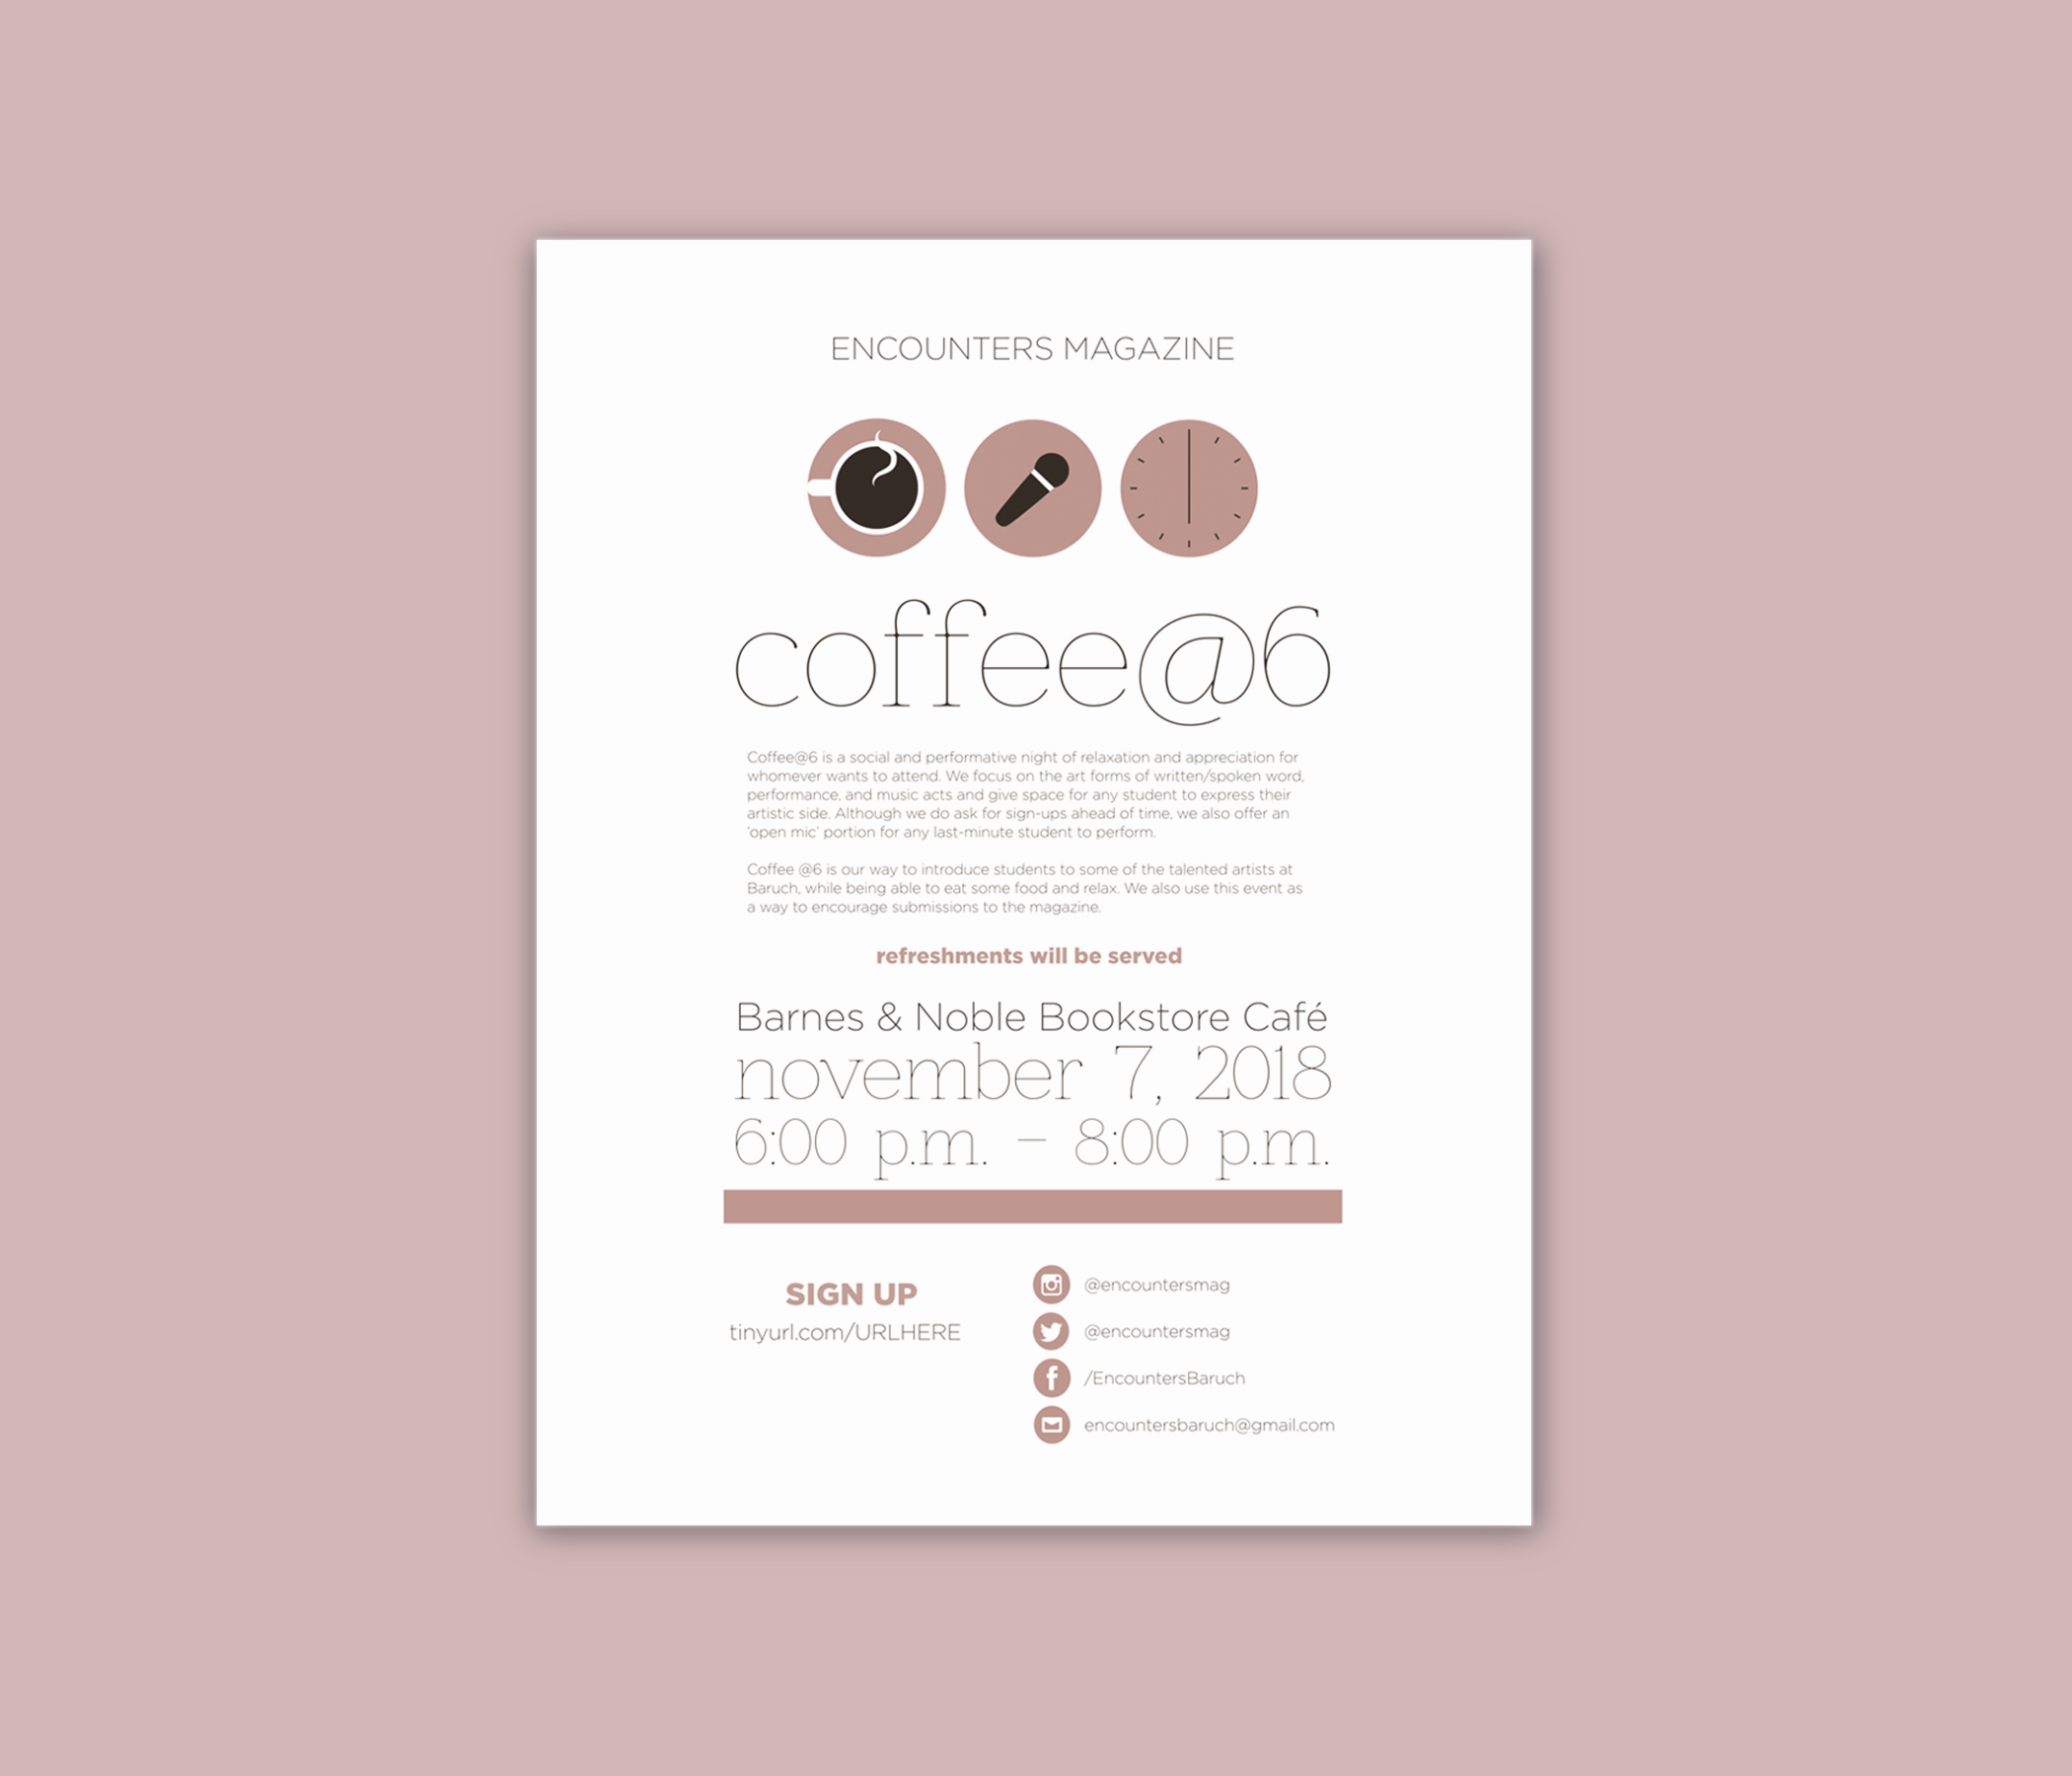 ENCOUNTERS MAGAZINE
coffee@6
Coffee@6 is a social and performative night of relaxation and appreciation for
whomever wants to attend. We focus on the art forms of written/spoken word,
performance, and music acts and give space for any student to express their
artistic side. Although we do ask for sign-ups ahead of time, we also offer an
‘open mic’ portion for any last-minute student to perform.
Coffee @6 is our way to introduce students to some of the talented artists at
Baruch, while being able to eat some food and relax. We also use this event as
a way to encourage submissions to the magazine.
refreshments will be served
Barnes & Noble Bookstore Café
november 7, 2018
6:00 p.m. – 8:00 p.m.
SIGN UP
tinyurl.com/URLHERE
@encountersmag
@encountersmag
/EncountersBaruch
encountersbaruch@gmail.com